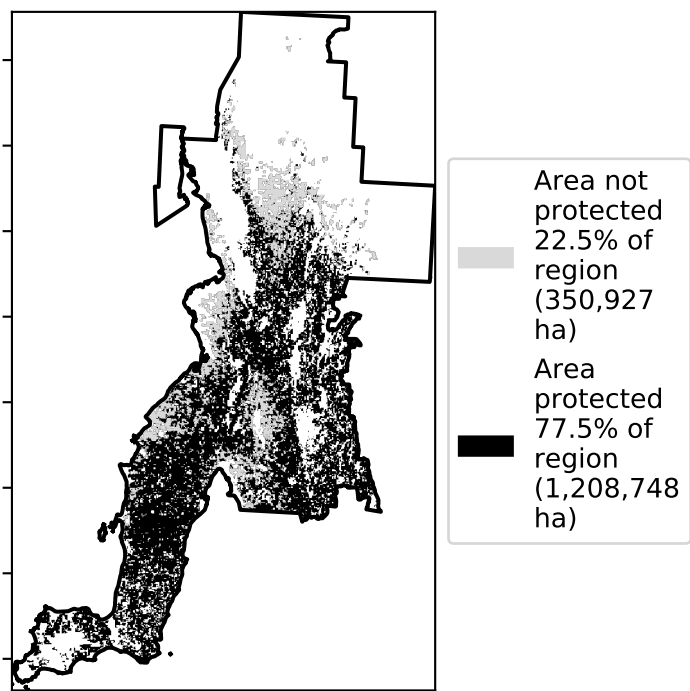 Area not
protected
22.5% of
region
(350,927
ha)
Area
protected
77.5% of
region
(1,208,748
ha)